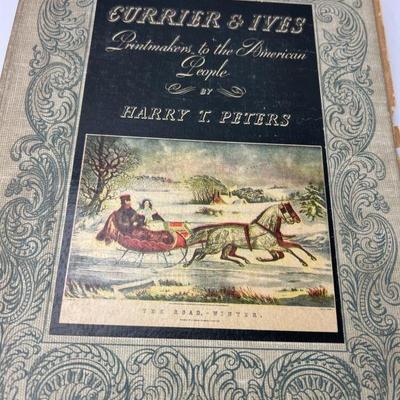 CURRIER & IVES
Printmakers to the American
People
BY
HARRY T. PETERS
THE ROAD,-WINTER.